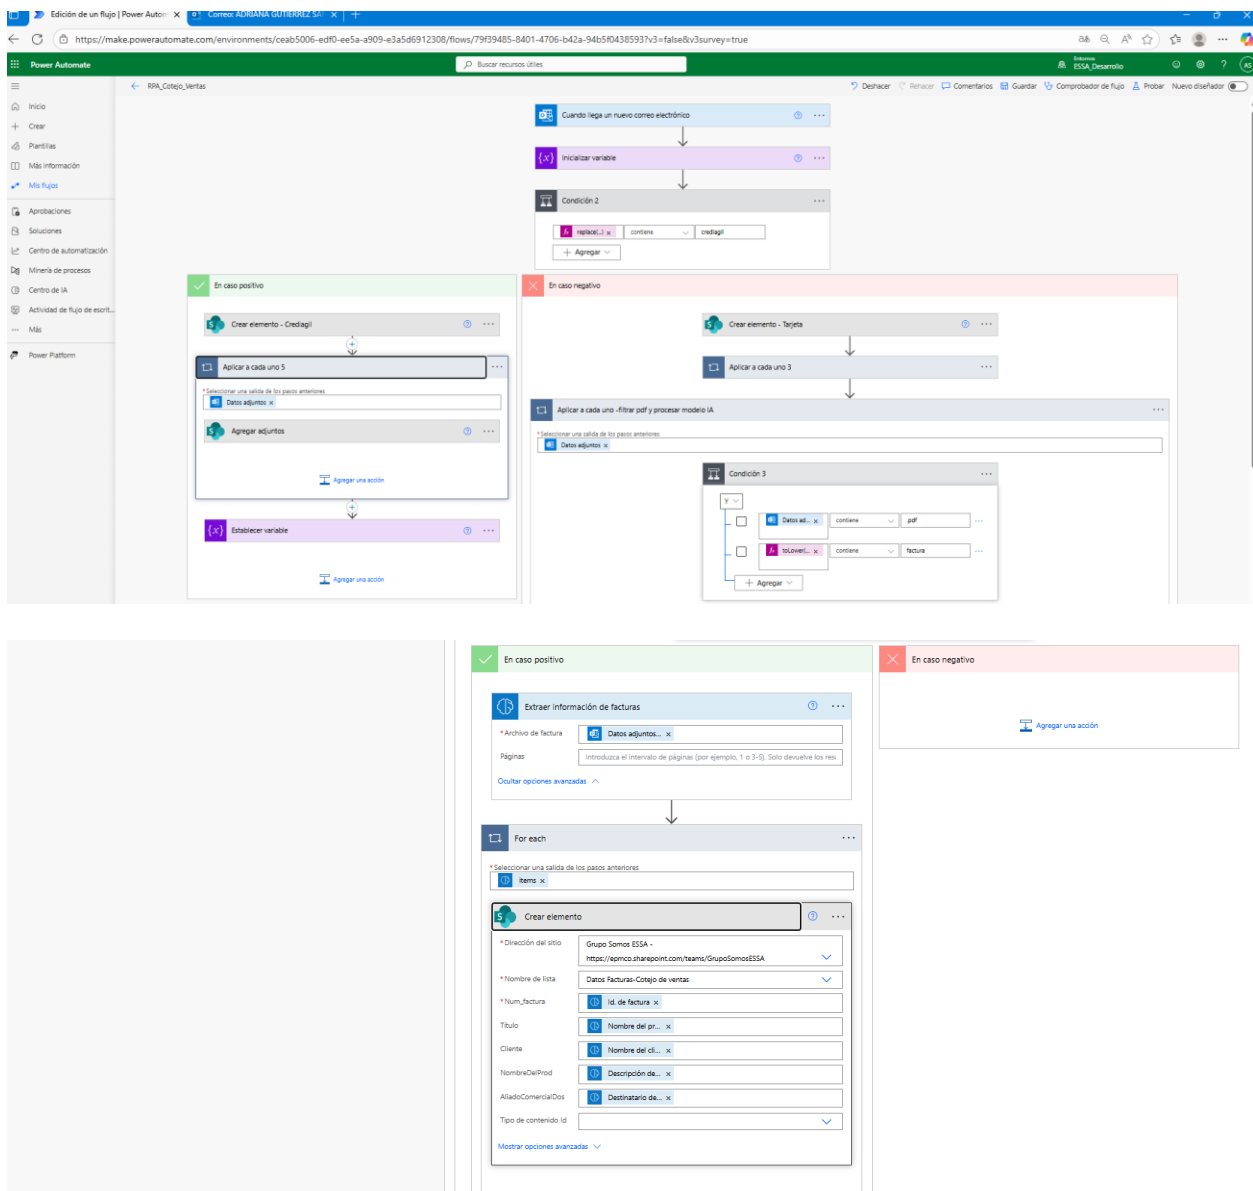 Edición de un flujo | Power Autom
Correo: ADRIANA GUTIERREZ SA
https://make.powerautomate.com/environments/ceab5006-edf0-ee5a-a909-e3a5d6912308/flows/79f39485-8401-4706-b42a-94b5f0438593?v3=false&v3survey=true
Power Automate
Buscar recursos útiles
Entornos
ESSA_Desarrollo
AS
RPA_Cotejo_Ventas
Deshacer
Rehacer
Comentarios
Guardar
Comprobador de flujo
Probar
Nuevo diseñador
Inicio
Crear
Plantillas
Más información
Mis flujos
Aprobaciones
Soluciones
Centro de automatización
Minería de procesos
Centro de IA
Actividad de flujo de escrit...
Más
Power Platform
Cuando llega un nuevo correo electrónico
Inicializar variable
Condición 2
replace(...) x
contiene
crediagil
Agregar
En caso positivo
Crear elemento - Crediagil
Aplicar a cada uno 5
*Seleccionar una salida de los pasos anteriores
Datos adjuntos x
Agregar adjuntos
Agregar una acción
Establecer variable
Agregar una acción
En caso negativo
Crear elemento - Tarjeta
Aplicar a cada uno 3
Aplicar a cada uno -filtrar pdf y procesar modelo IA
*Seleccionar una salida de los pasos anteriores
Datos adjuntos x
Condición 3
Y
Datos ad... x
contiene
.pdf
toLower(... x
contiene
factura
Agregar
En caso positivo
Extraer información de facturas
*Archivo de factura
Datos adjuntos... x
Páginas
Introduzca el intervalo de páginas (por ejemplo, 1 o 3-5). Solo devuelve los resu
Ocultar opciones avanzadas
For each
*Seleccionar una salida de los pasos anteriores
items x
Crear elemento
*Dirección del sitio
Grupo Somos ESSA -
https://epmco.sharepoint.com/teams/GrupoSomosESSA
*Nombre de lista
Datos Facturas-Cotejo de ventas
*Num_factura
Id. de factura x
Título
Nombre del pr... x
Cliente
Nombre del cli... x
NombreDelProd
Descripción de... x
AliadoComercialDos
Destinatario de... x
Tipo de contenido Id
Mostrar opciones avanzadas
En caso negativo
Agregar una acción